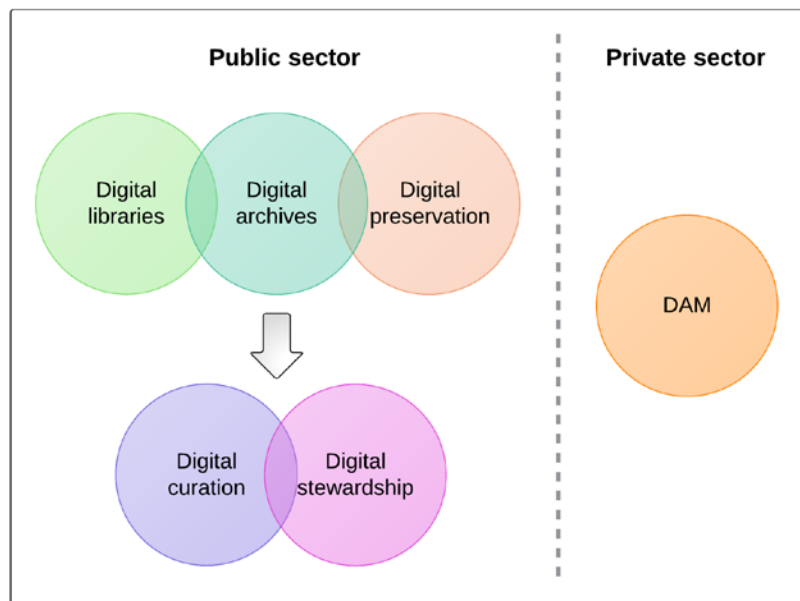 Public sector
Private sector
Digital
libraries
Digital
archives
Digital
preservation
DAM
Digital
curation
Digital
stewardship